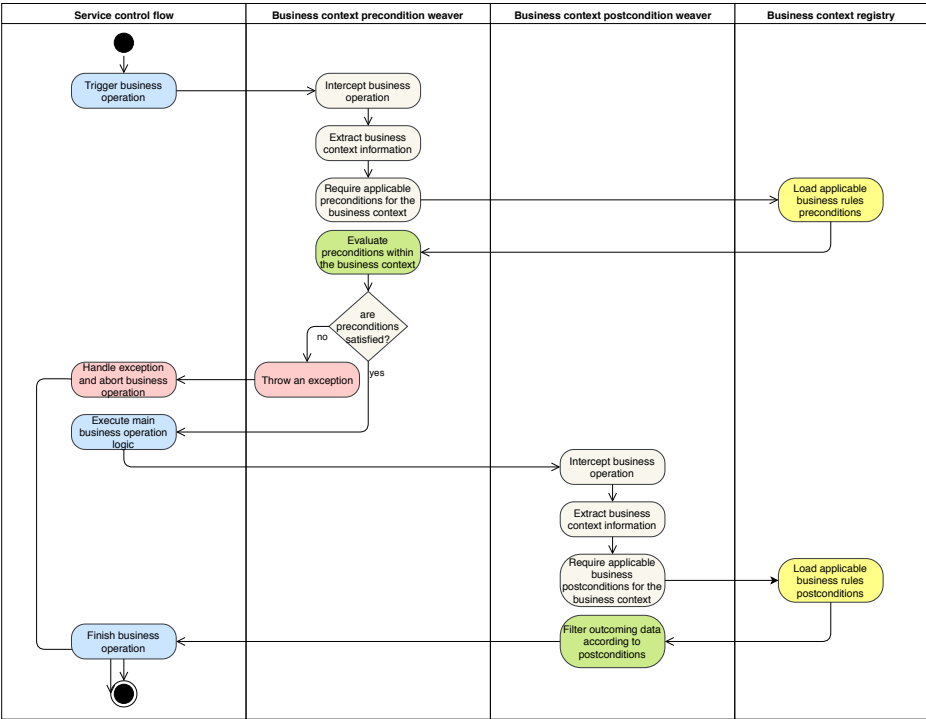 Service control flow
Business context precondition weaver
Business context postcondition weaver
Business context registry
Trigger business
operation
Intercept business
operation
Extract business
context information
Require applicable
preconditions for the
business context
Load applicable
business rules
preconditions
Evaluate
preconditions within
the business context
are
preconditions
satisfied?
no
yes
Handle exception
and abort business
operation
Throw an exception
Execute main
business operation
logic
Intercept business
operation
Extract business
context information
Require applicable
business
postconditions for the
business context
Load applicable
business rules
postconditions
Filter outcoming data
according to
postconditions
Finish business
operation